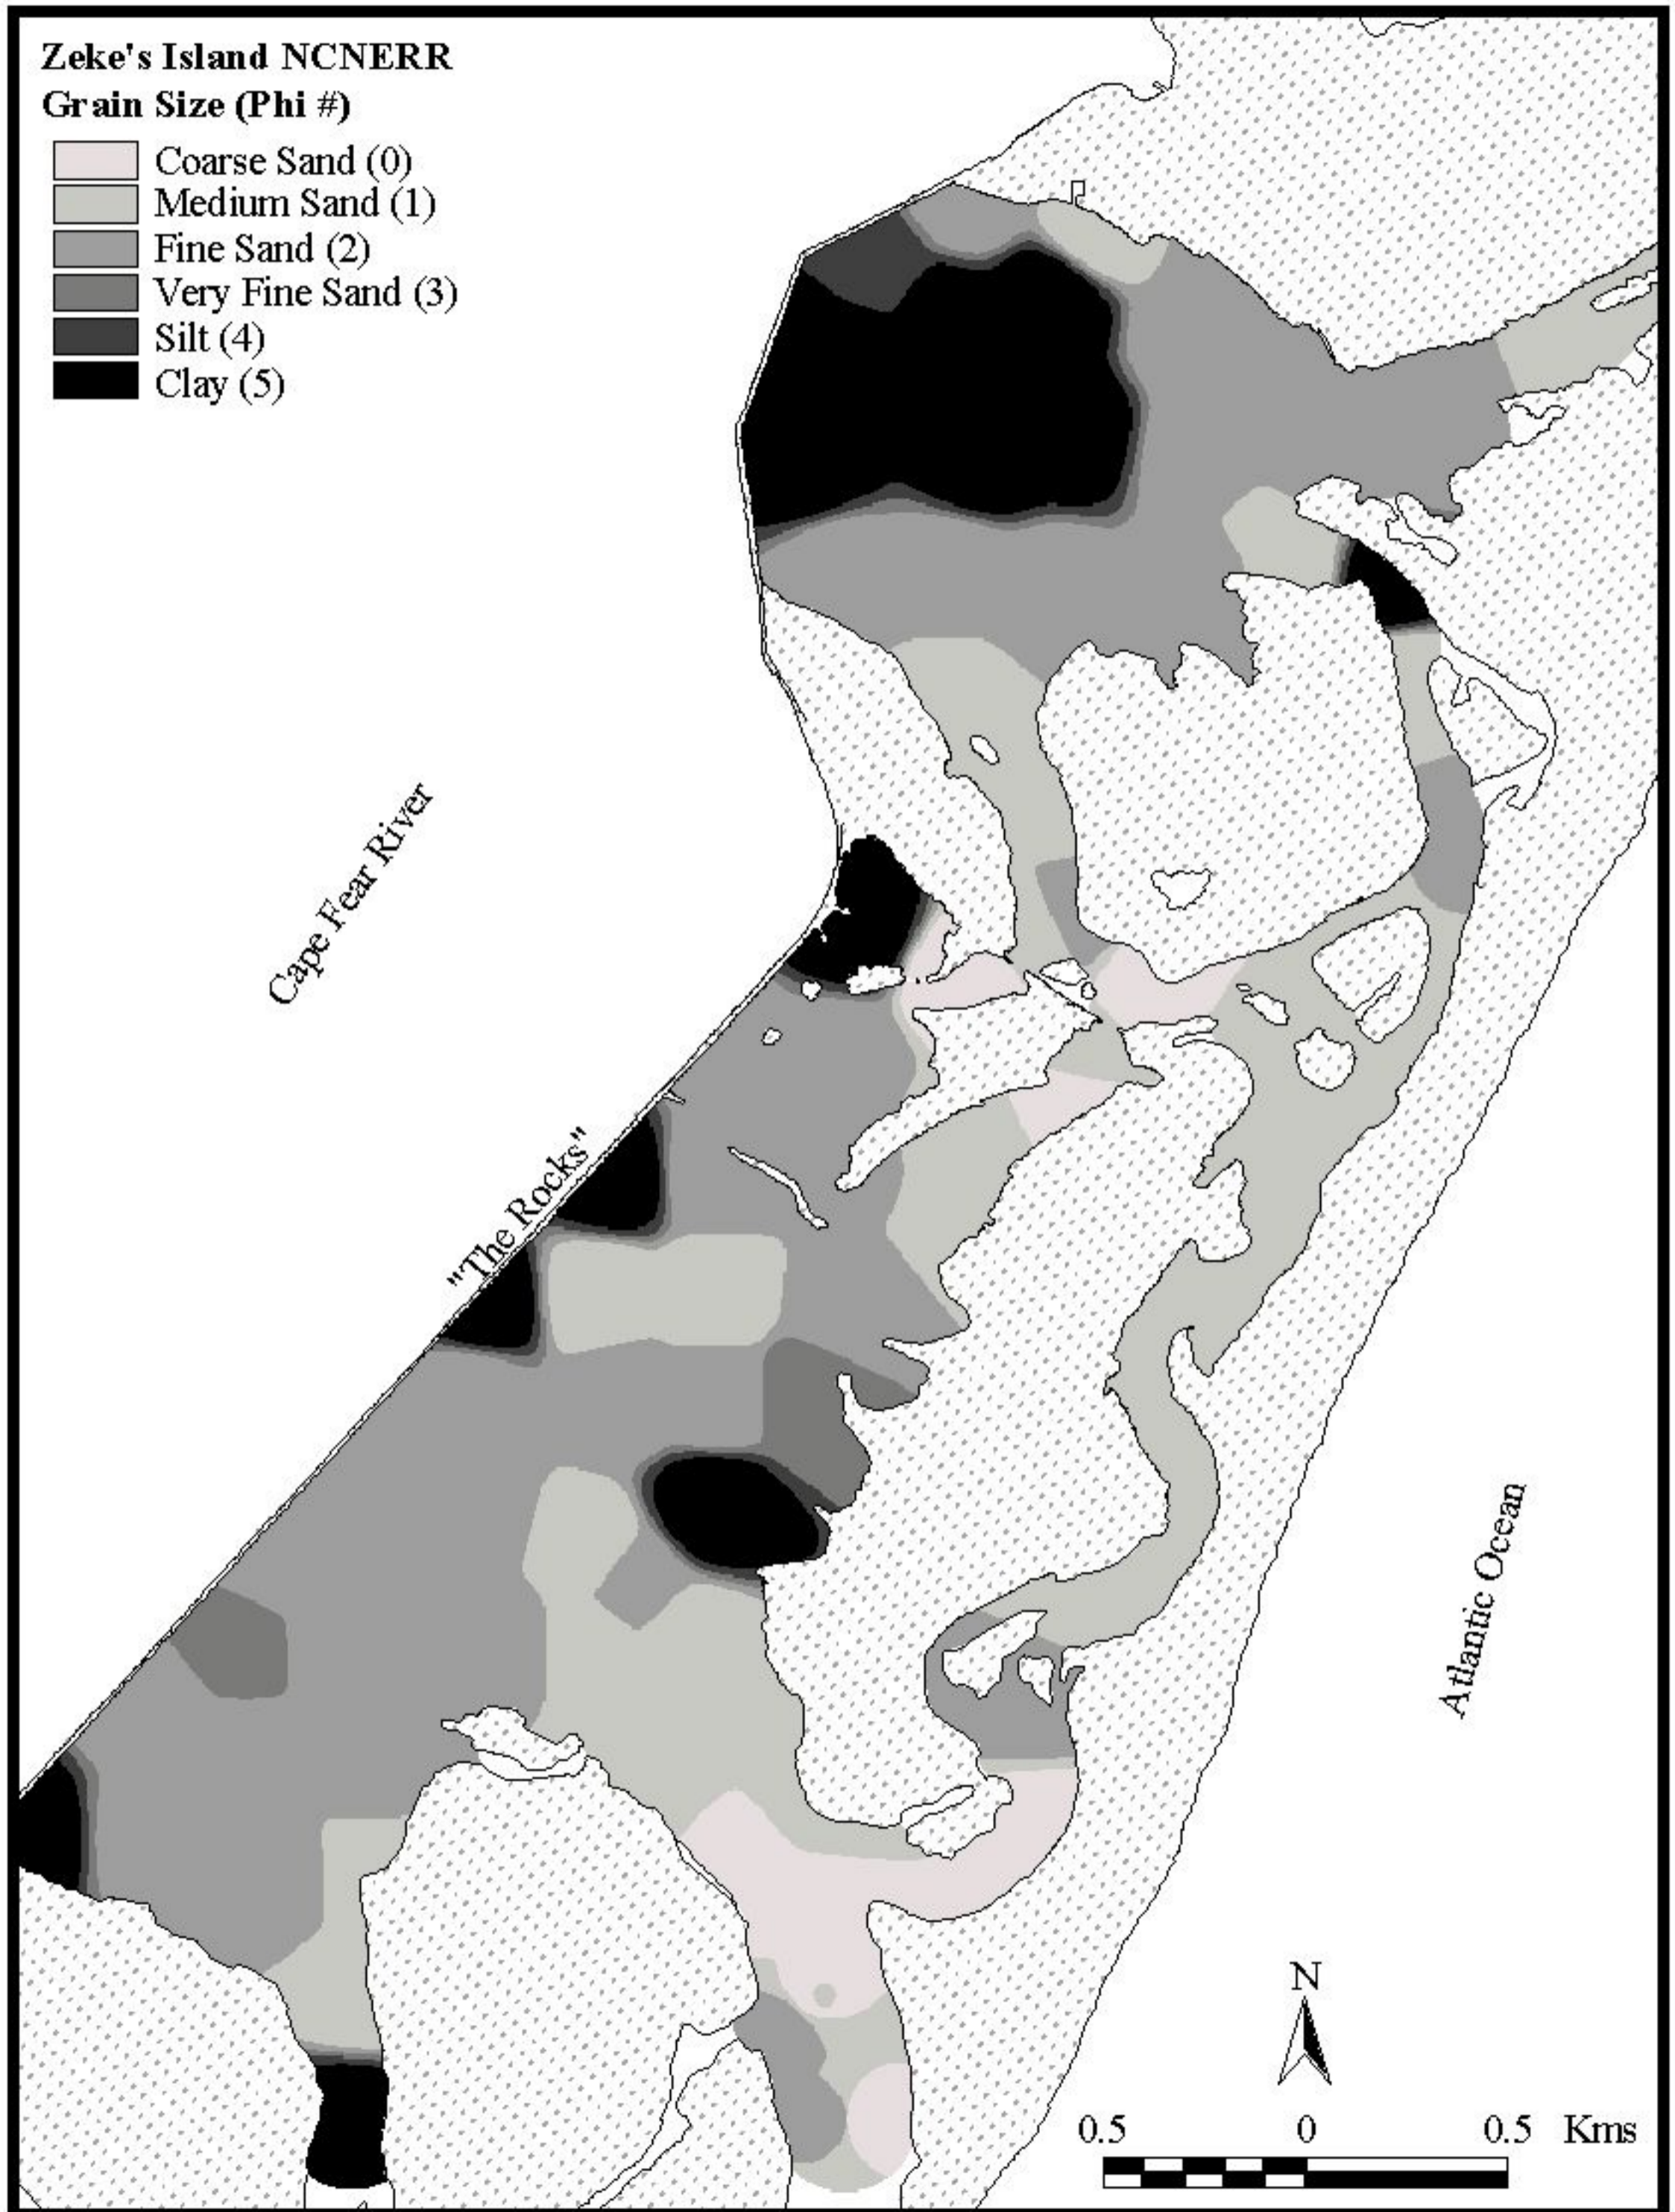 Zeke's Island NCNERR
Grain Size (Phi #)
Coarse Sand (0)
Medium Sand (1)
Fine Sand (2)
Very Fine Sand (3)
Silt (4)
Clay (5)
Cape Fear River
"The Rocks"
Atlantic Ocean
N
0.5 0 0.5 Kms